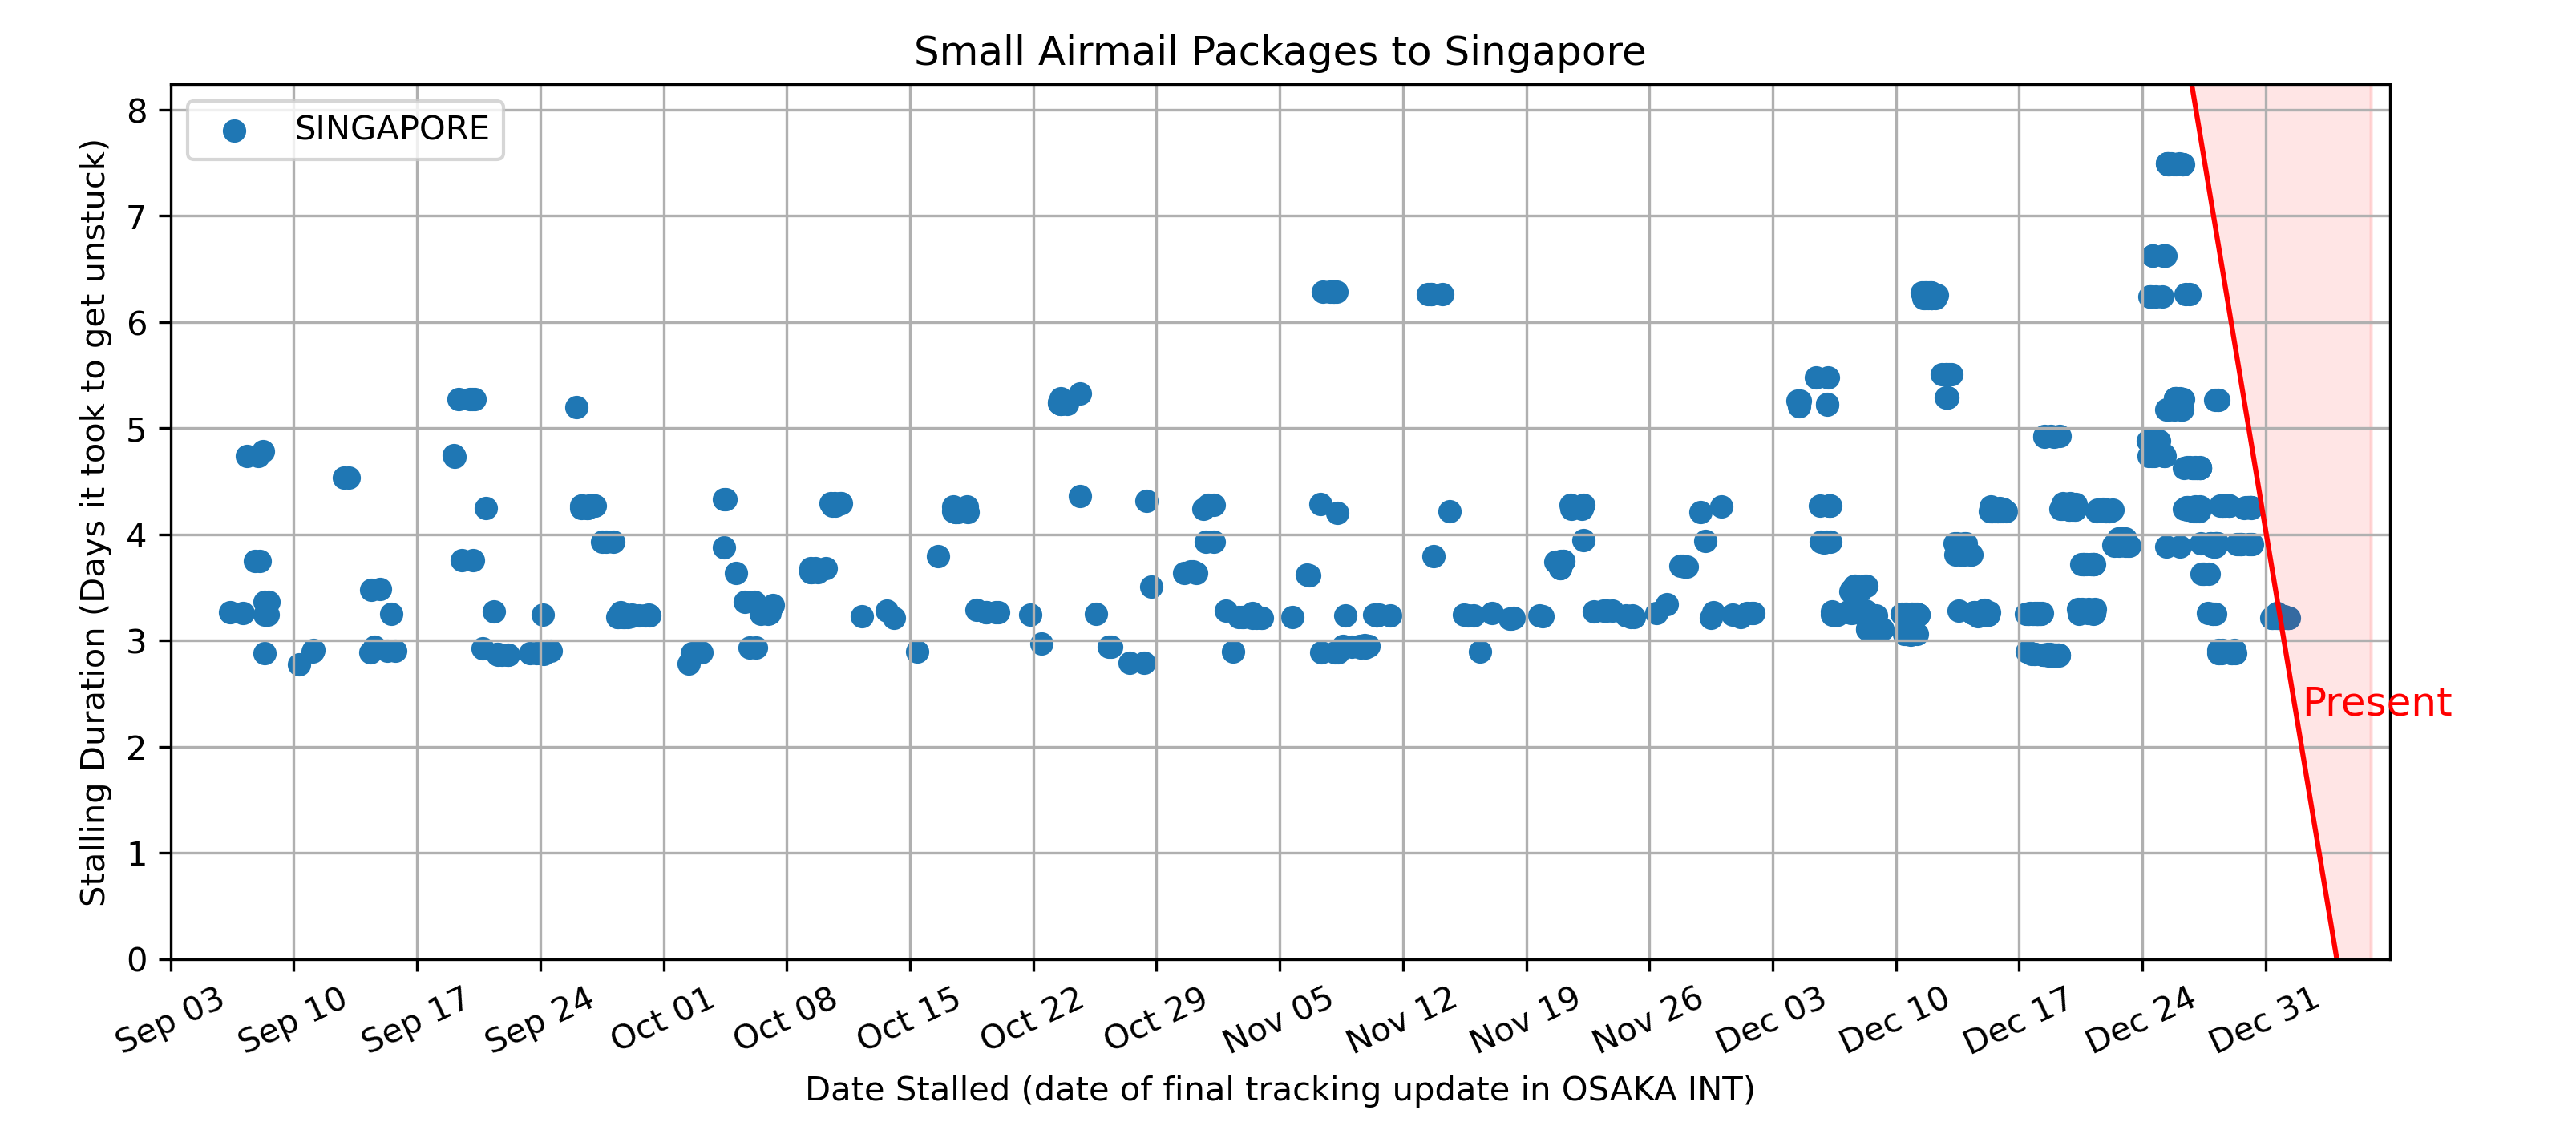 Small Airmail Packages to Singapore
SINGAPORE
Stalling Duration (Days it took to get unstuck)
8
7
6
5
4
3
2
1
0
Present
Sep 03
Sep 10
Sep 17
Sep 24
Oct 01
Oct 08
Oct 15
Oct 22
Oct 29
Nov 05
Nov 12
Nov 19
Nov 26
Dec 03
Dec 10
Dec 17
Dec 24
Dec 31
Date Stalled (date of final tracking update in OSAKA INT)